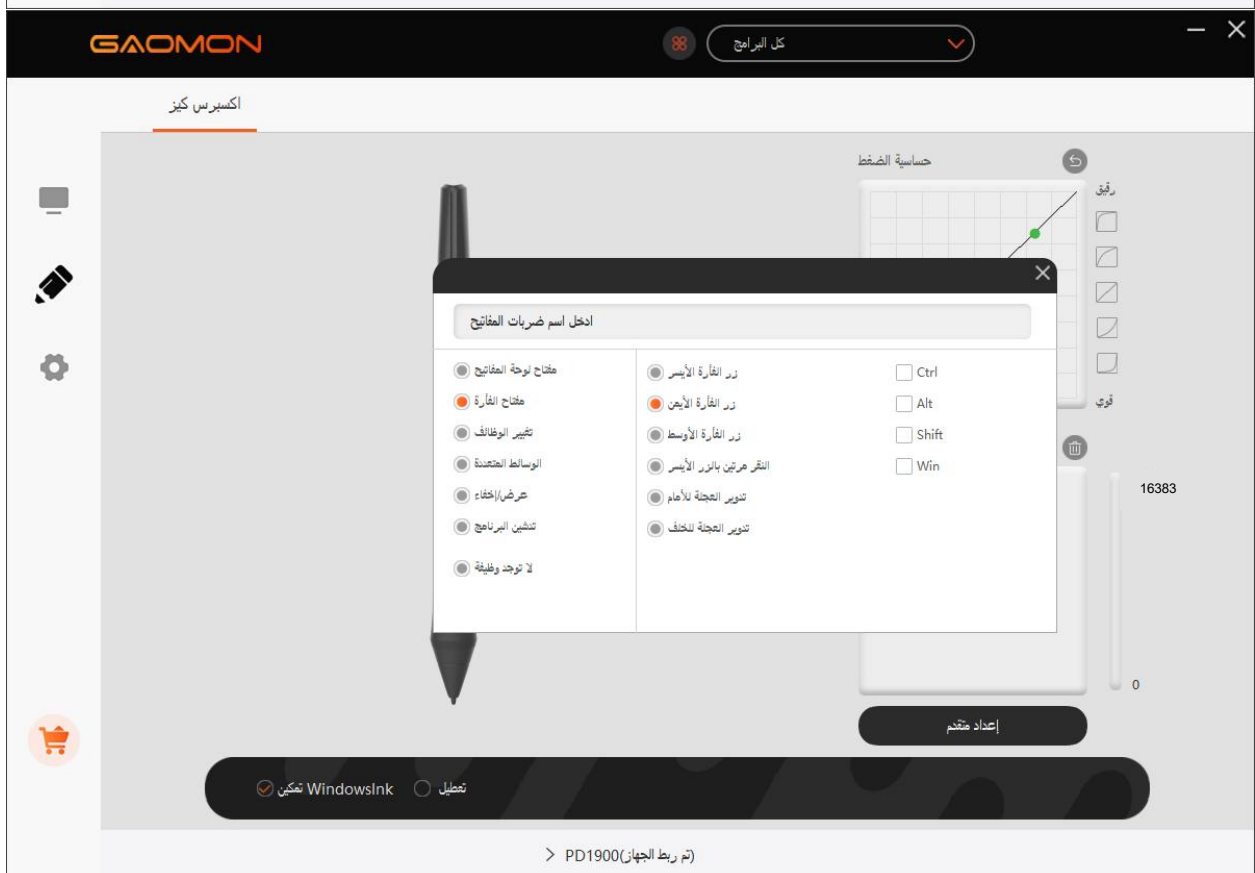 GAOMON
كل البرامج
اكسبرس كيز
حساسية الضغط
رقيق
ادخل اسم ضربات المفاتيح
مفتاح لوحة المفاتيح
مفتاح الفأرة
تغيير الوظائف
الوسائط المتعددة
عرض/إخفاء
تدشين البرنامج
لا توجد وظيفة
زر الفأرة الأيسر
زر الفأرة الأيمن
زر الفأرة الأوسط
النقر مرتين بالزر الأيسر
تدوير العجلة للأمام
تدوير العجلة للخلف
Ctrl
Alt
Shift
Win
قوي
16383
0
إعداد متقدم
تمكين WindowsInk
تعطيل
PD1900(تم ربط الجهاز)